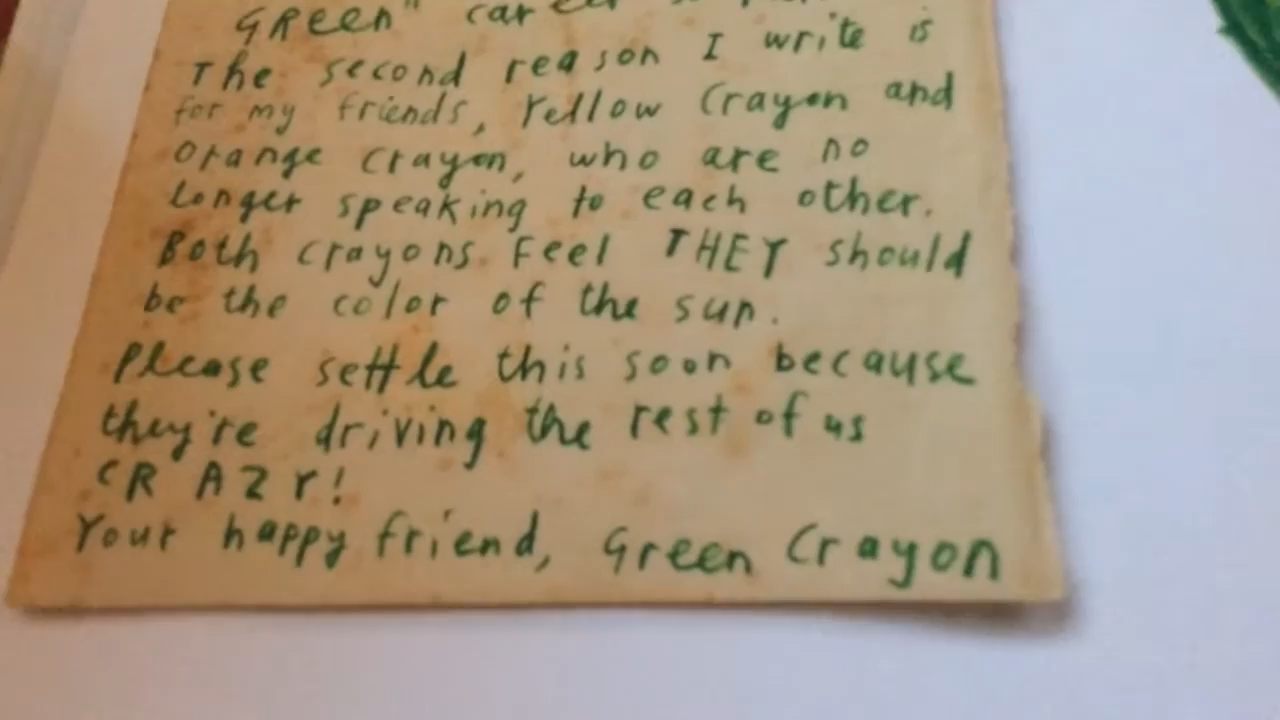 GReen" career
The second reason I write is
for my friends, Yellow Crayon and
Orange Crayon, who are no
longer speaking to each other.
Both crayons feel THEY should
be the color of the sun.
Please settle this soon because
they're driving the rest of us
CRAZY!
Your happy friend, Green Crayon